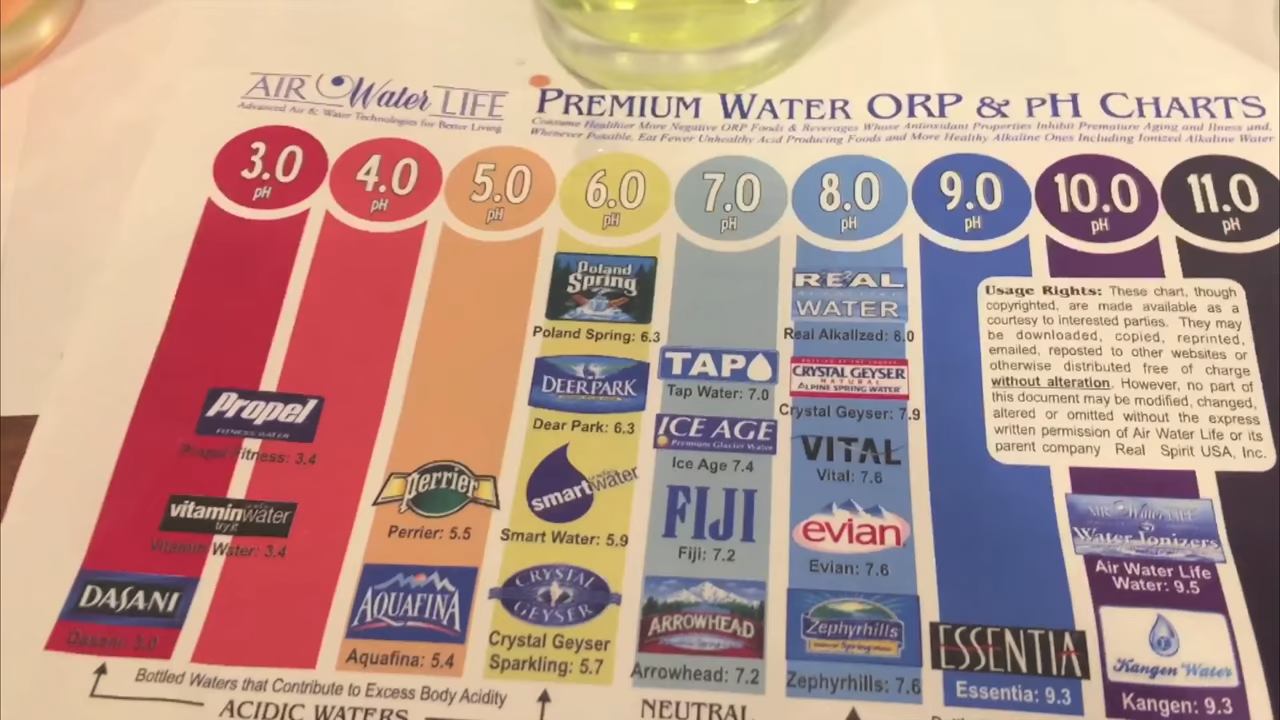 AIR Water LIFE
Advanced Air & Water Technologies for Better Living
PREMIUM WATER ORP & PH CHARTS
Consume Healthier More Negative ORP Foods & Beverages Whose Antioxidant Properties Inhibit Premature Aging and Illness and,
Whenever Possible, Eat Fewer Unhealthy Acid Producing Foods and More Healthy Alkaline Ones Including Ionized Alkaline Water
3.0
pH
4.0
pH
5.0
pH
6.0
pH
7.0
pH
8.0
pH
9.0
pH
10.0
pH
11.0
pH
Propel
FITNESS WATER
Propel Fitness: 3.4
vitaminwater
try it
Vitamin Water: 3.4
DASANI
Dasani: 3.0
perrier
Perrier: 5.5
AQUAFINA
Aquafina: 5.4
Poland
Spring
Poland Spring: 6.3
DEER PARK
Dear Park: 6.3
smartwater
Smart Water: 5.9
CRYSTAL
GEYSER
Crystal Geyser
Sparkling: 5.7
TAP
Tap Water: 7.0
ICE AGE
Premium Glacier Water
Ice Age 7.4
FIJI
Fiji: 7.2
ARROWHEAD
Arrowhead: 7.2
REAL
WATER
Real Alkalized: 8.0
CRYSTAL GEYSER
NATURAL
ALPINE SPRING WATER
Crystal Geyser: 7.9
VITAL
Vital: 7.6
evian
Evian: 7.6
Zephyrhills
Zephyrhills: 7.6
ESSENTIA
Essentia: 9.3
Usage Rights: These chart, though
copyrighted, are made available as a
courtesy to interested parties. They may
be downloaded, copied, reprinted,
emailed, reposted to other websites or
otherwise distributed free of charge
without alteration. However, no part of
this document may be modified, changed,
altered or omitted without the express
written permission of Air Water Life or its
parent company Real Spirit USA, Inc.
AIR Water LIFE
Water Ionizers
Air Water Life
Water: 9.5
Kangen Water
Kangen: 9.3
Bottled Waters that Contribute to Excess Body Acidity
ACIDIC WATERS
NEUTRAL